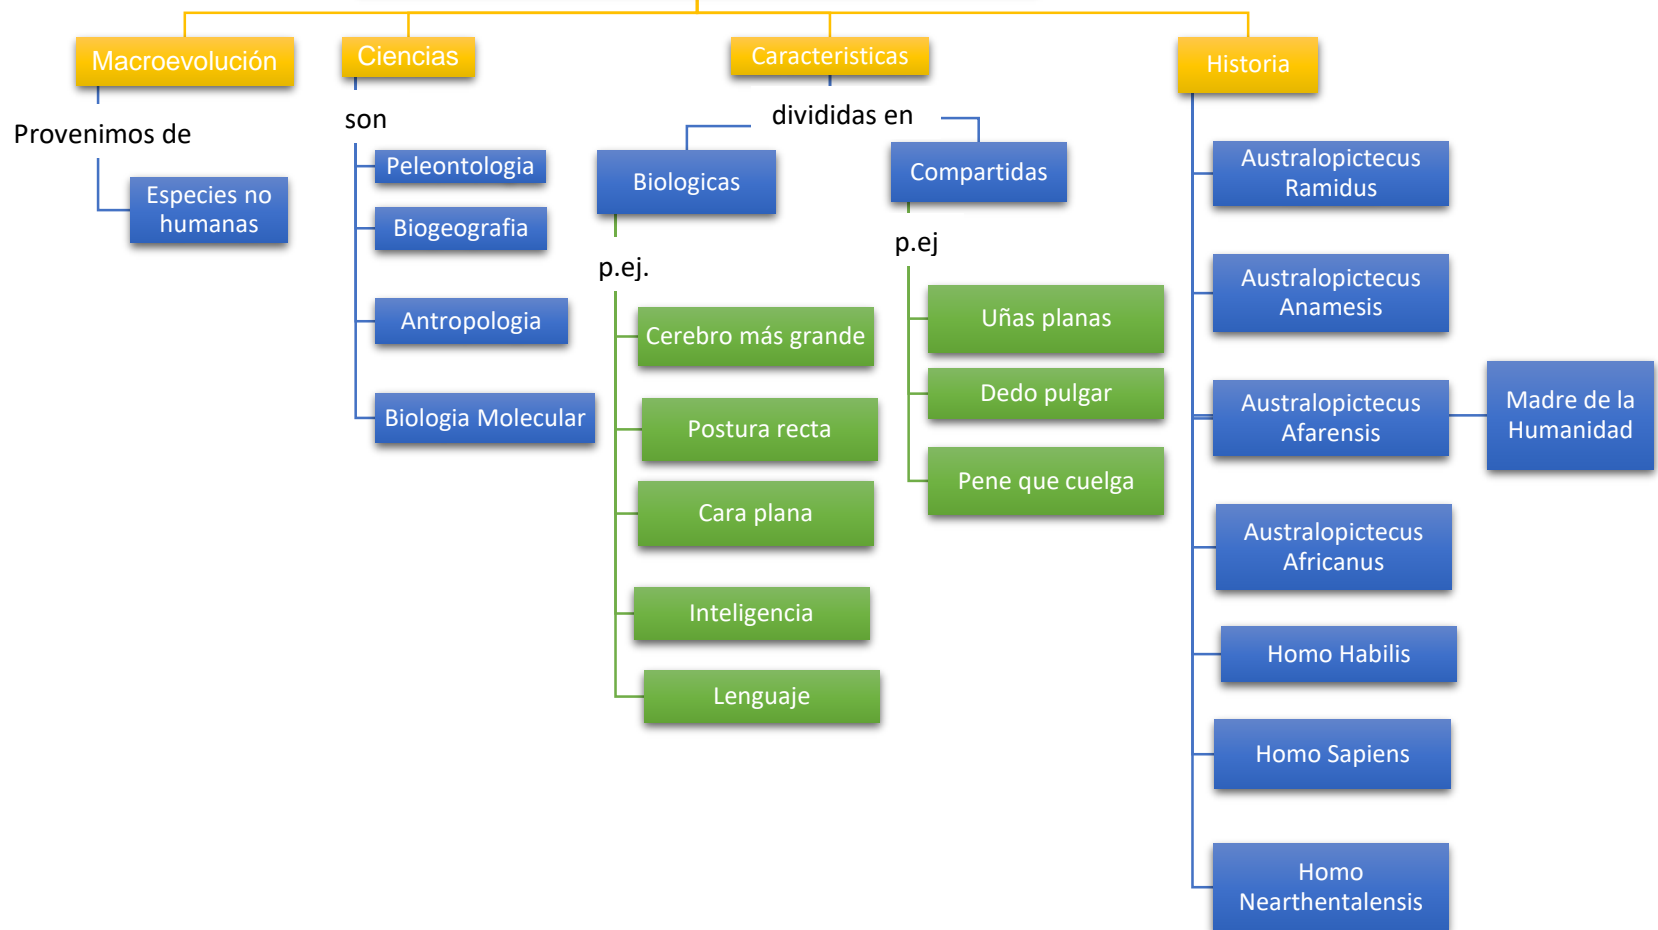 Macroevolución
Provenimos de
Especies no
humanas
Ciencias
son
Peleontologia
Biogeografia
Antropologia
Biologia Molecular
Caracteristicas
divididas en
Biologicas
p.ej.
Cerebro más grande
Postura recta
Cara plana
Inteligencia
Lenguaje
Compartidas
p.ej
Uñas planas
Dedo pulgar
Pene que cuelga
Historia
Australopictecus
Ramidus
Australopictecus
Anamesis
Australopictecus
Afarensis
Madre de la
Humanidad
Australopictecus
Africanus
Homo Habilis
Homo Sapiens
Homo
Nearthentalensis